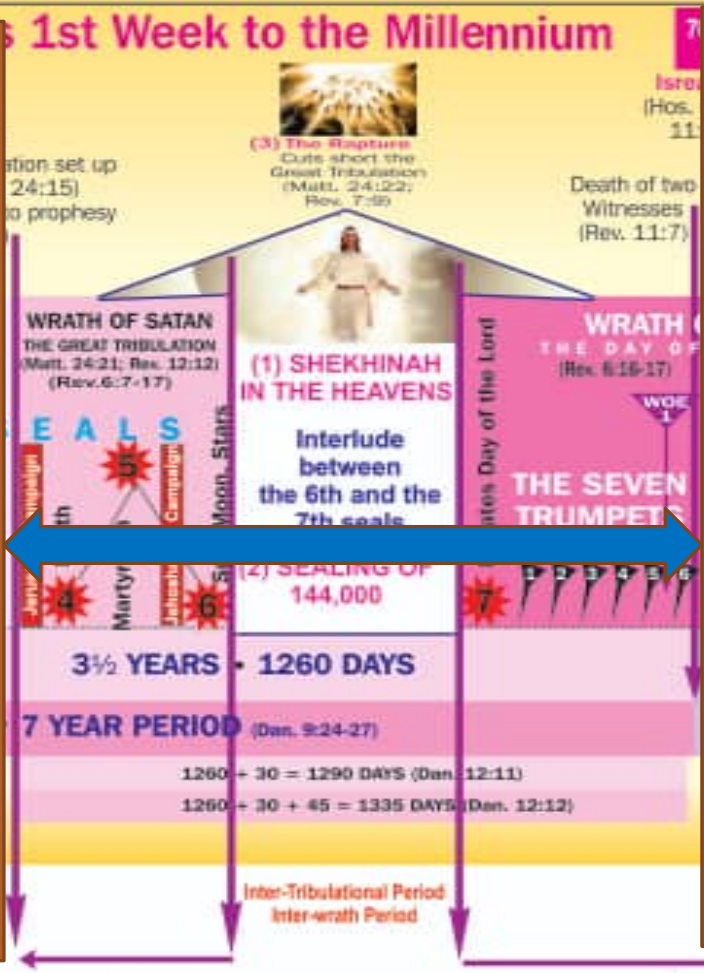 s 1st Week to the Millennium
(3) The Rapture
Cuts short the
Great Tribulation
(Matt. 24:22;
Rev. 7:9)
ation set up
24:15)
to prophesy
(Hos.
11:
Death of two
Witnesses
(Rev. 11:7)
WRATH OF SATAN
THE GREAT TRIBULATION
(Matt. 24:21; Rev. 12:12)
(Rev.6:7-17)
E A L S
5
4
6
Martyr
Campaign
Moon, Stars
(1) SHEKHINAH
IN THE HEAVENS
Interlude
between
the 6th and the
7th seals
(2) SEALING OF
144,000
Day of the Lord
7
WRATH
THE DAY OF
(Rev. 6:16-17)
WOE
1
THE SEVEN
TRUMPETS
1 2 3 4 5 6
3½ YEARS • 1260 DAYS
7 YEAR PERIOD (Dan. 9:24-27)
1260 + 30 = 1290 DAYS (Dan. 12:11)
1260 + 30 + 45 = 1335 DAYS (Dan. 12:12)
Inter-Tribulational Period
Inter-wrath Period